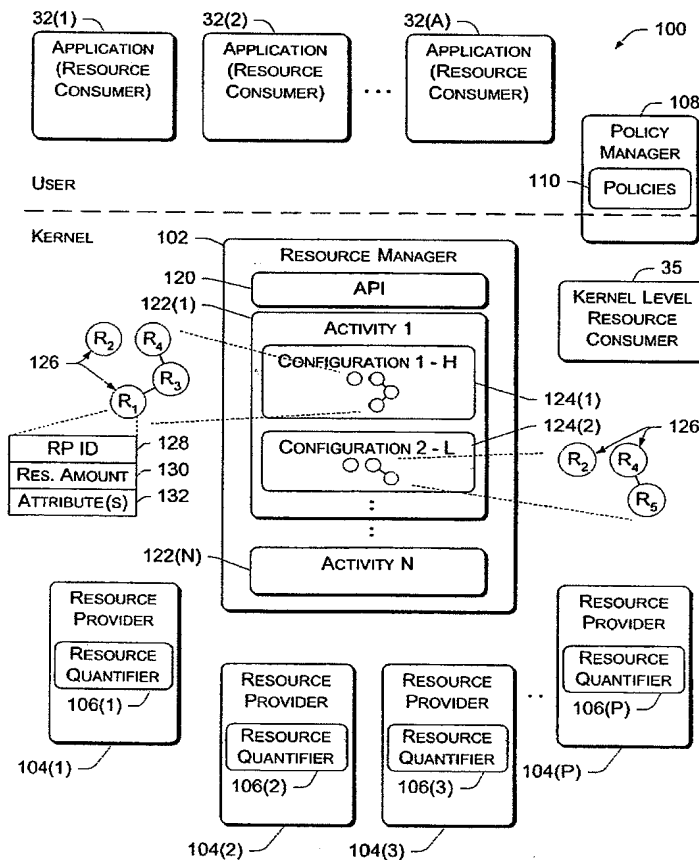 32(1)
32(2)
32(A)
100
APPLICATION
(RESOURCE
CONSUMER)
APPLICATION
(RESOURCE
CONSUMER)
...
APPLICATION
(RESOURCE
CONSUMER)
108
POLICY
MANAGER
110
POLICIES
USER
KERNEL
102
RESOURCE MANAGER
120
API
35
KERNEL LEVEL
RESOURCE
CONSUMER
122(1)
ACTIVITY 1
CONFIGURATION 1 - H
124(1)
R2
R4
126
R3
R1
RP ID
128
RES. AMOUNT
130
ATTRIBUTE(S)
132
124(2)
CONFIGURATION 2 - L
126
R2
R4
R5
122(N)
ACTIVITY N
RESOURCE
PROVIDER
RESOURCE
QUANTIFIER
106(1)
104(1)
RESOURCE
PROVIDER
RESOURCE
QUANTIFIER
106(2)
104(2)
RESOURCE
PROVIDER
RESOURCE
QUANTIFIER
106(3)
104(3)
..
RESOURCE
PROVIDER
RESOURCE
QUANTIFIER
106(P)
104(P)